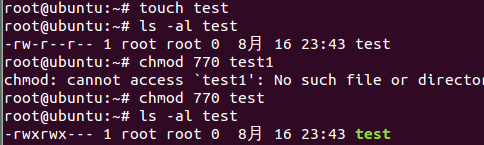 root@ubuntu:~# touch test
root@ubuntu:~# ls -al test
-rw-r--r-- 1 root root 0  8月 16 23:43 test
root@ubuntu:~# chmod 770 test1
chmod: cannot access `test1': No such file or director
root@ubuntu:~# chmod 770 test
root@ubuntu:~# ls -al test
-rwxrwx--- 1 root root 0  8月 16 23:43 test